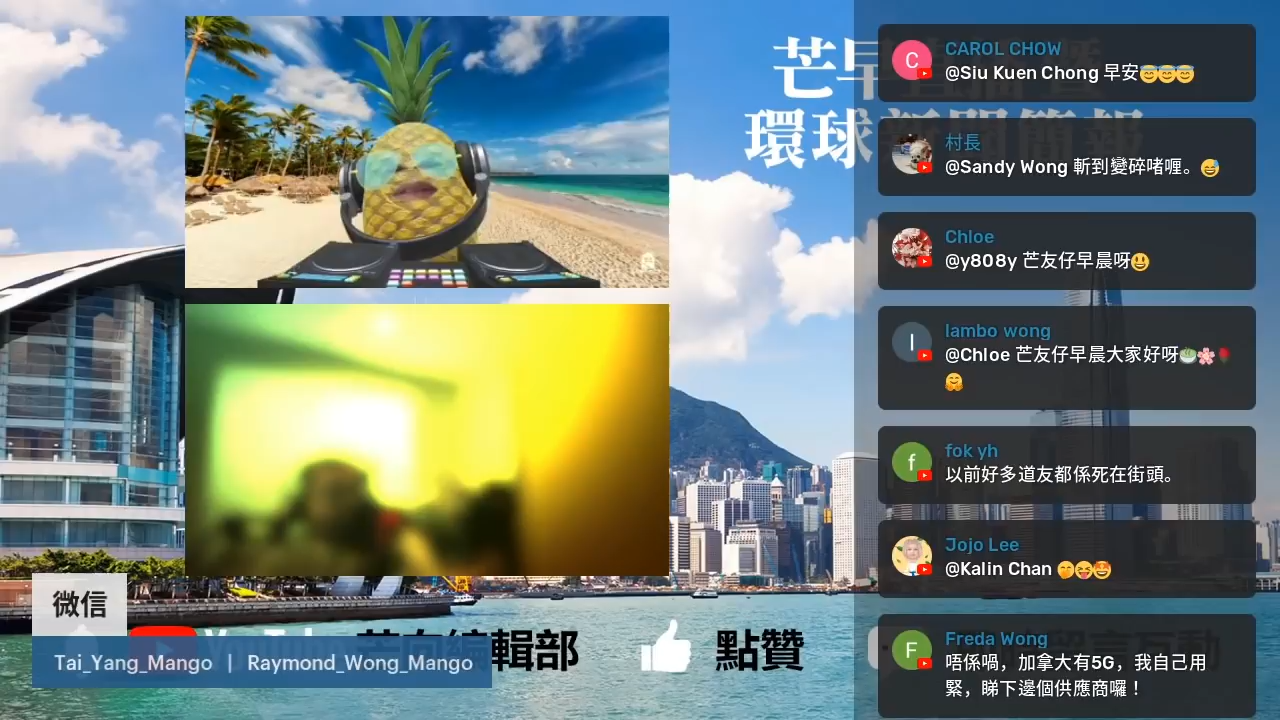 芒早
環球
CAROL CHOW
@Siu Kuen Chong 早安😇😇😇
村長
@Sandy Wong 斬到變碎啫喱。😅
Chloe
@y808y 芒友仔早晨呀😃
lambo wong
@Chloe 芒友仔早晨大家好呀🍵🌸🌹
🤗
fok yh
以前好多道友都係死在街頭。
Jojo Lee
@Kalin Chan 🤭😝🤩
Freda Wong
唔係喎，加拿大有5G，我自己用
緊，睇下邊個供應商囉！
微信
Tai_Yang_Mango | Raymond_Wong_Mango
輯部
點贊